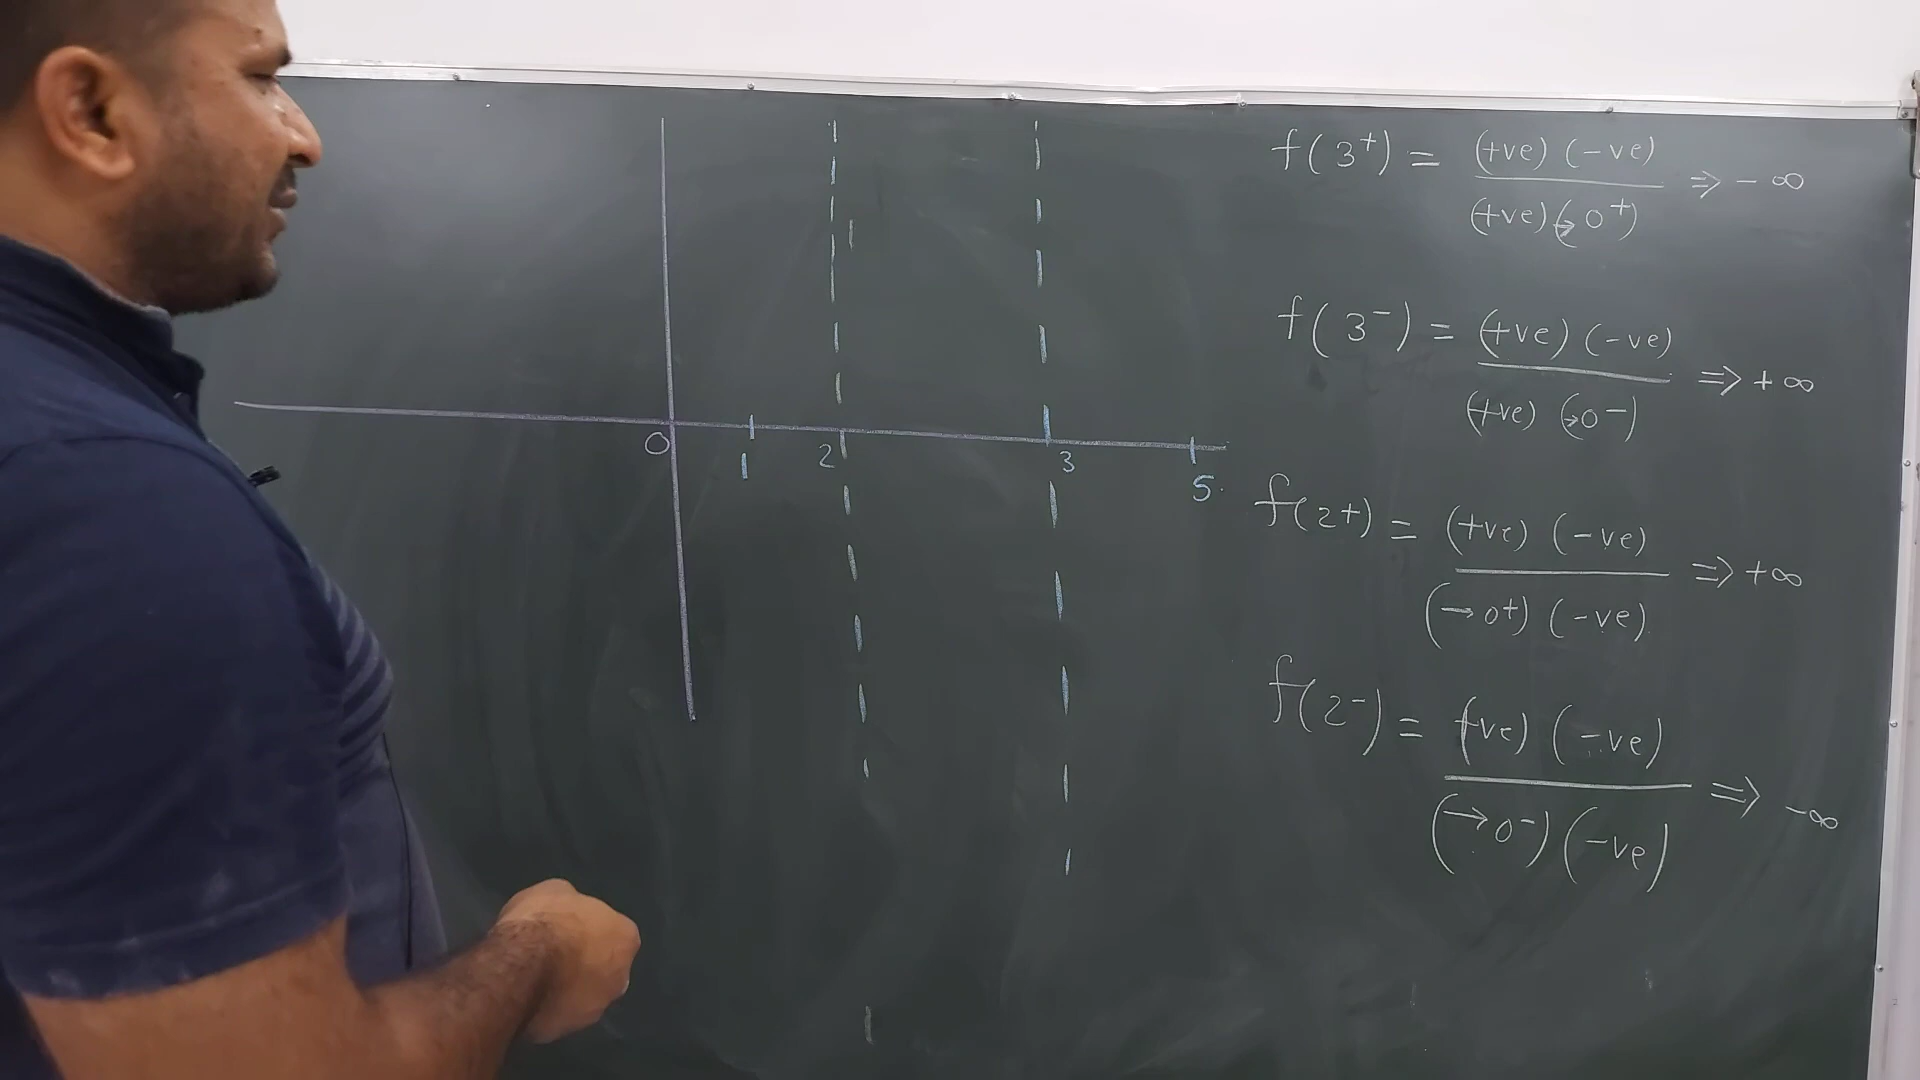 f(3⁺) = (+ve) (-ve) / (+ve) (→ 0⁺) ⇒ - ∞
f(3⁻) = (+ve) (-ve) / (+ve) (→0⁻) ⇒ + ∞
0 1 2 3 5
f(2+) = (+ve) (-ve) / (→ 0+) (-ve) ⇒ +∞
f(2⁻) = (+ve) (-ve) / (→ 0⁻) (-ve) ⇒ -∞